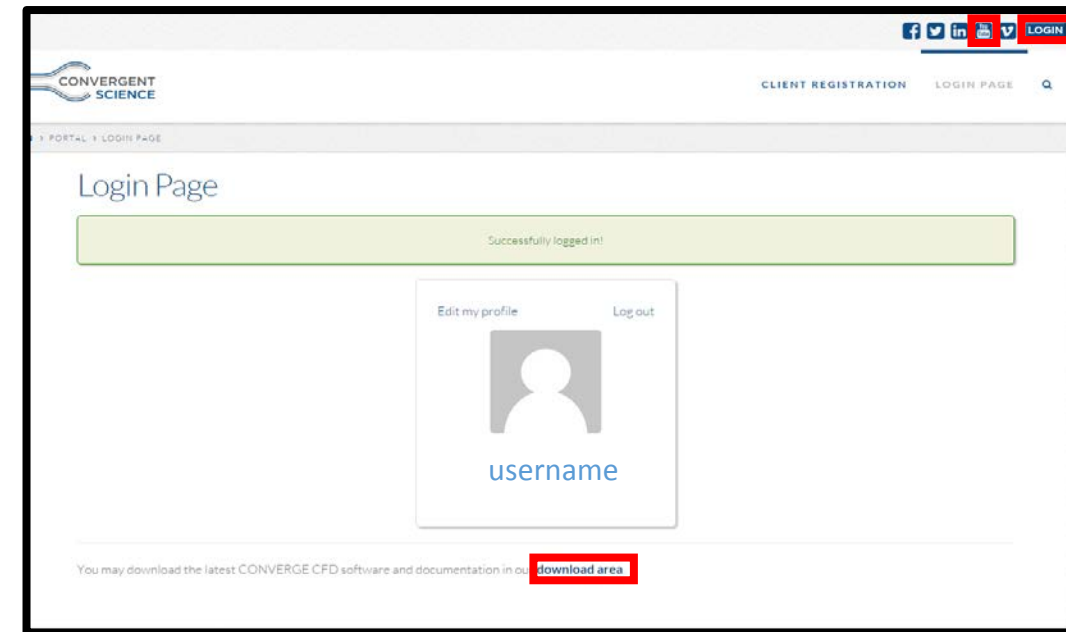 LOGIN
CONVERGENT
SCIENCE
CLIENT REGISTRATION LOGIN PAGE
PORTAL LOGIN PAGE
Login Page
Successfully logged in!
Edit my profile Log out
username
You may download the latest CONVERGE CFD software and documentation in our download area